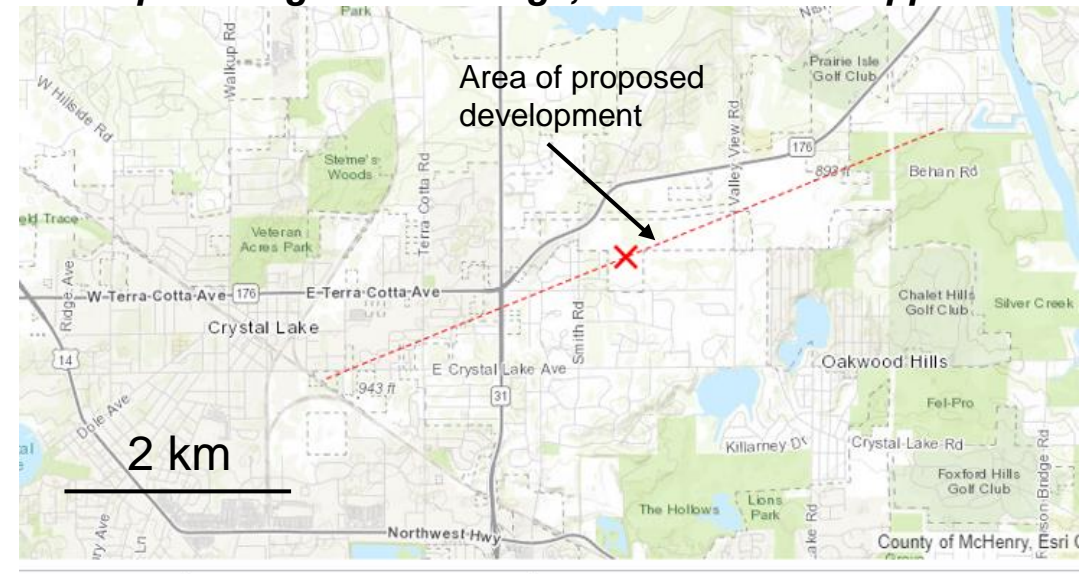 Park
Area of proposed
development
Walkup Rd
W Hillside Rd
Prairie Isle
Golf Club
Valley View Rd
176
893 ft
Behan Rd
Sterne's
Woods
Terra Cotta Rd
Veteran
Acres Park
Ridge Ave
W Terra Cotta Ave
176
E Terra Cotta Ave
Crystal Lake
Smith Rd
Chalet Hills
Golf Club
Silver Creek
14
E Crystal Lake Ave
Oakwood Hills
943 ft
31
Fel-Pro
Dole Ave
2 km
Killarney Dr
Crystal Lake Rd
Foxford Hills
Golf Club
The Hollows
Lions
Park
Northwest Hwy
County of McHenry, Esri